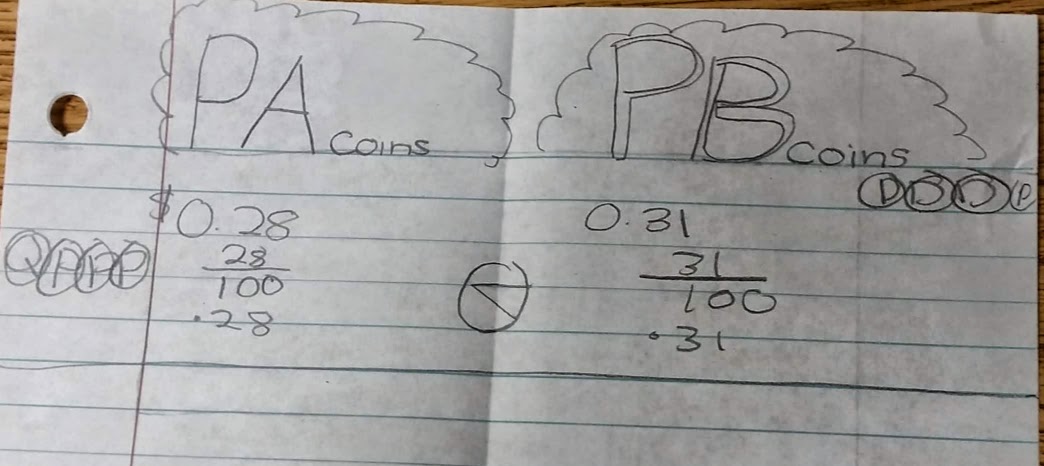 PA coins
PB coins
D D D P
$0.28
0.31
Q P P P
28
100
31
100
.28
.31